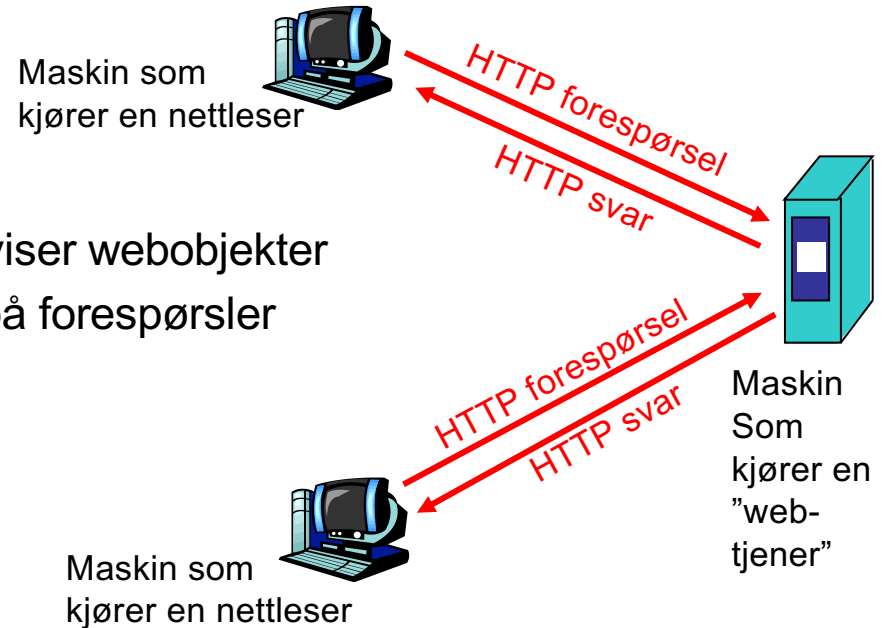 Maskin som
kjører en nettleser
HTTP forespørsel
HTTP svar
viser webobjekter
å forespørsler
HTTP forespørsel
HTTP svar
Maskin
Som
kjører en
”web-
tjener”
Maskin som
kjører en nettleser